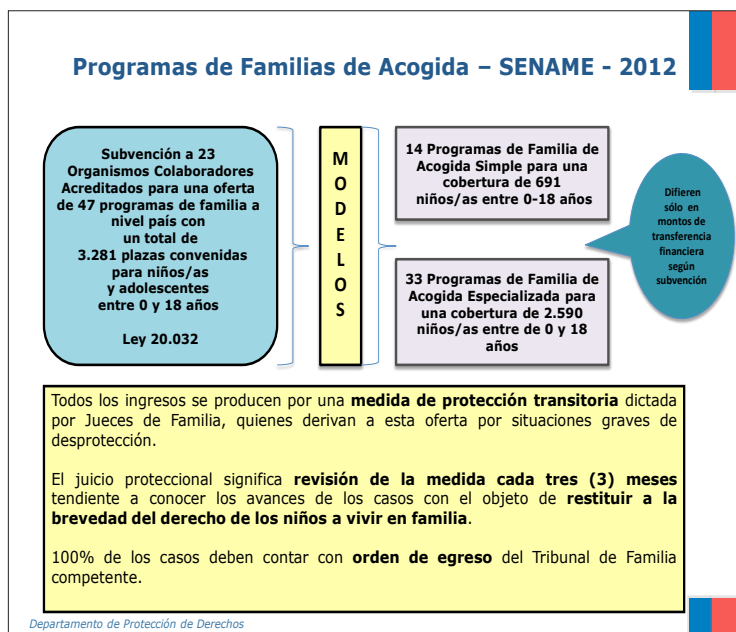 Programas de Familias de Acogida – SENAME - 2012
Subvención a 23
Organismos Colaboradores
Acreditados para una oferta
de 47 programas de familia a
nivel país con
un total de
3.281 plazas convenidas
para niños/as
y adolescentes
entre 0 y 18 años
Ley 20.032
M
O
D
E
L
O
S
14 Programas de Familia de
Acogida Simple para una
cobertura de 691
niños/as entre 0-18 años
33 Programas de Familia de
Acogida Especializada para
una cobertura de 2.590
niños/as entre de 0 y 18
años
Difieren
sólo en
montos de
transferencia
financiera
según
subvención
Todos los ingresos se producen por una medida de protección transitoria dictada
por Jueces de Familia, quienes derivan a esta oferta por situaciones graves de
desprotección.
El juicio proteccional significa revisión de la medida cada tres (3) meses
tendiente a conocer los avances de los casos con el objeto de restituir a la
brevedad del derecho de los niños a vivir en familia.
100% de los casos deben contar con orden de egreso del Tribunal de Familia
competente.
Departamento de Protección de Derechos